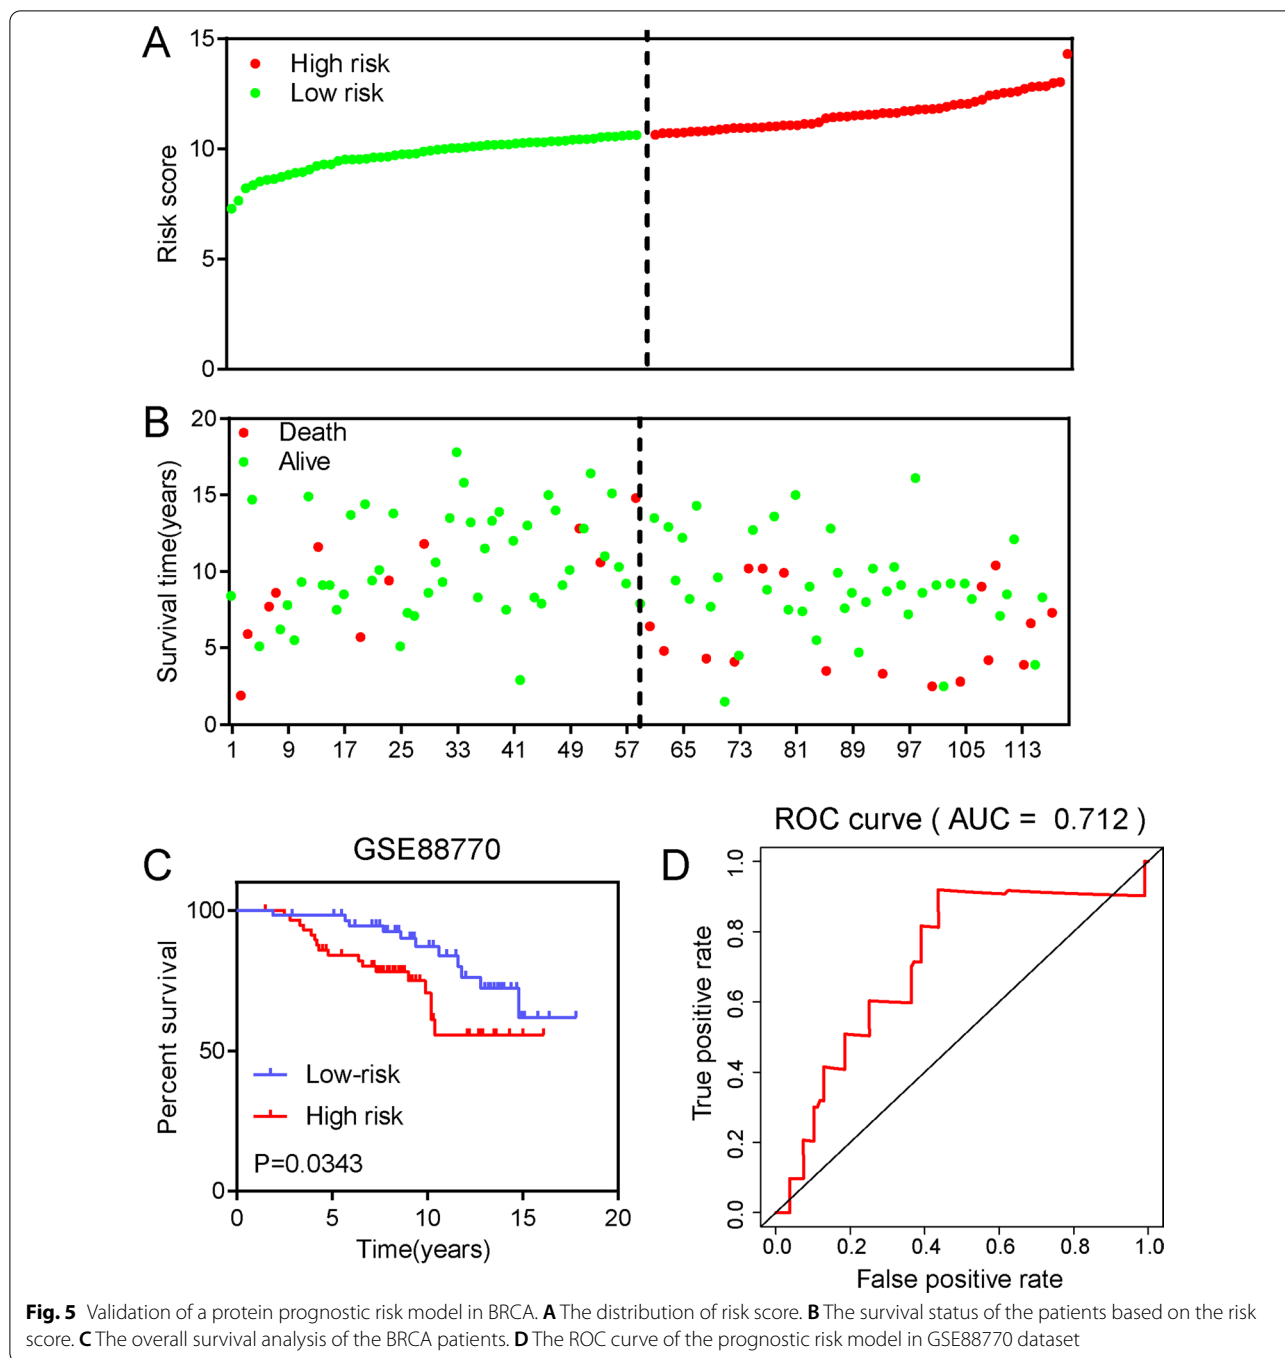 A
15
High risk
Low risk
10
Risk score
5
0
B
20
Death
Alive
15
10
Survival time(years)
5
0
1 9 17 25 33 41 49 57 65 73 81 89 97 105 113
C
GSE88770
100
Percent survival
50
Low-risk
High risk
P=0.0343
0
0 5 10 15 20
Time(years)
D
ROC curve ( AUC = 0.712 )
1.0
0.8
0.6
True positive rate
0.4
0.2
0.0
0.0 0.2 0.4 0.6 0.8 1.0
False positive rate
Fig. 5 Validation of a protein prognostic risk model in BRCA. A The distribution of risk score. B The survival status of the patients based on the risk
score. C The overall survival analysis of the BRCA patients. D The ROC curve of the prognostic risk model in GSE88770 dataset